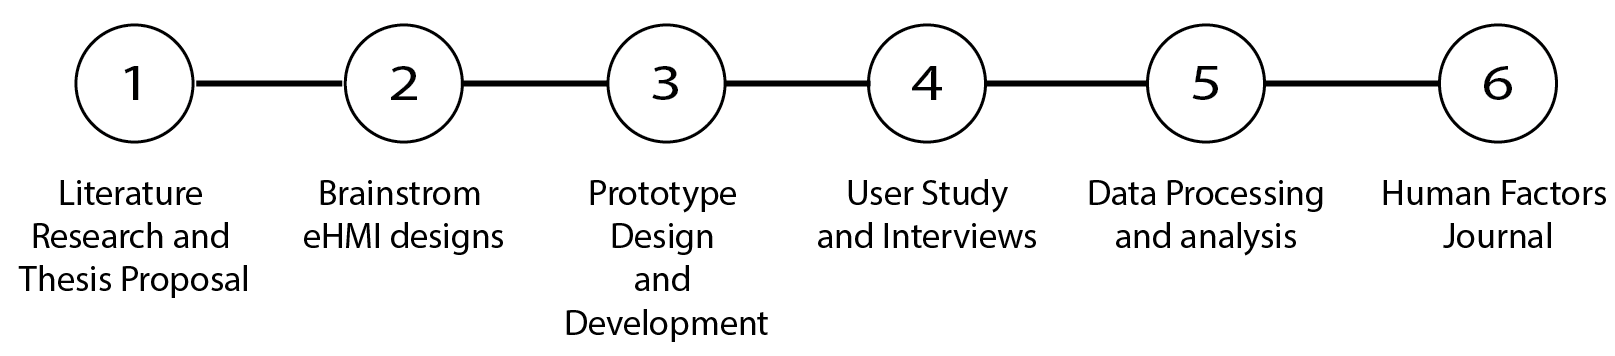 1
2
3
4
5
6
Literature
Research and
Thesis Proposal
Brainstrom
eHMI designs
Prototype
Design
and
Development
User Study
and Interviews
Data Processing
and analysis
Human Factors
Journal